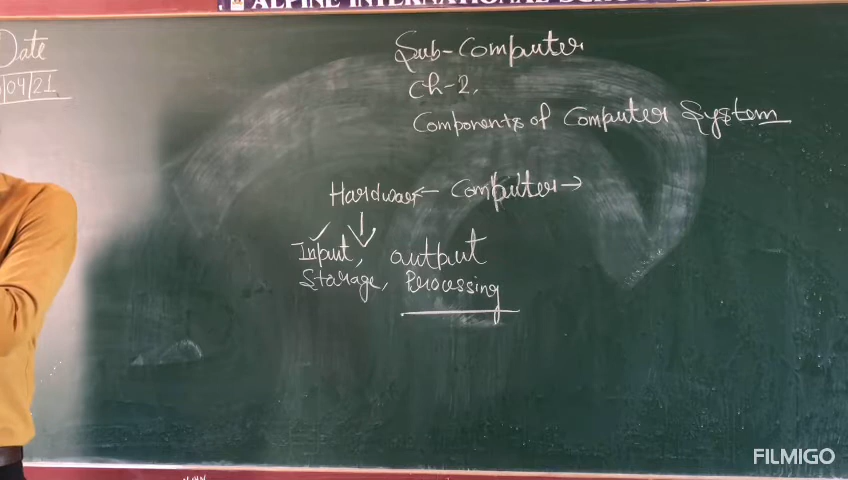 ALPINE INTERNATIONAL
Date
/04/21
Sub-Computer
Ch-2,
Components of Computer System
Hardware ← Computer →
Input, output
Storage, Processing
FILMIGO